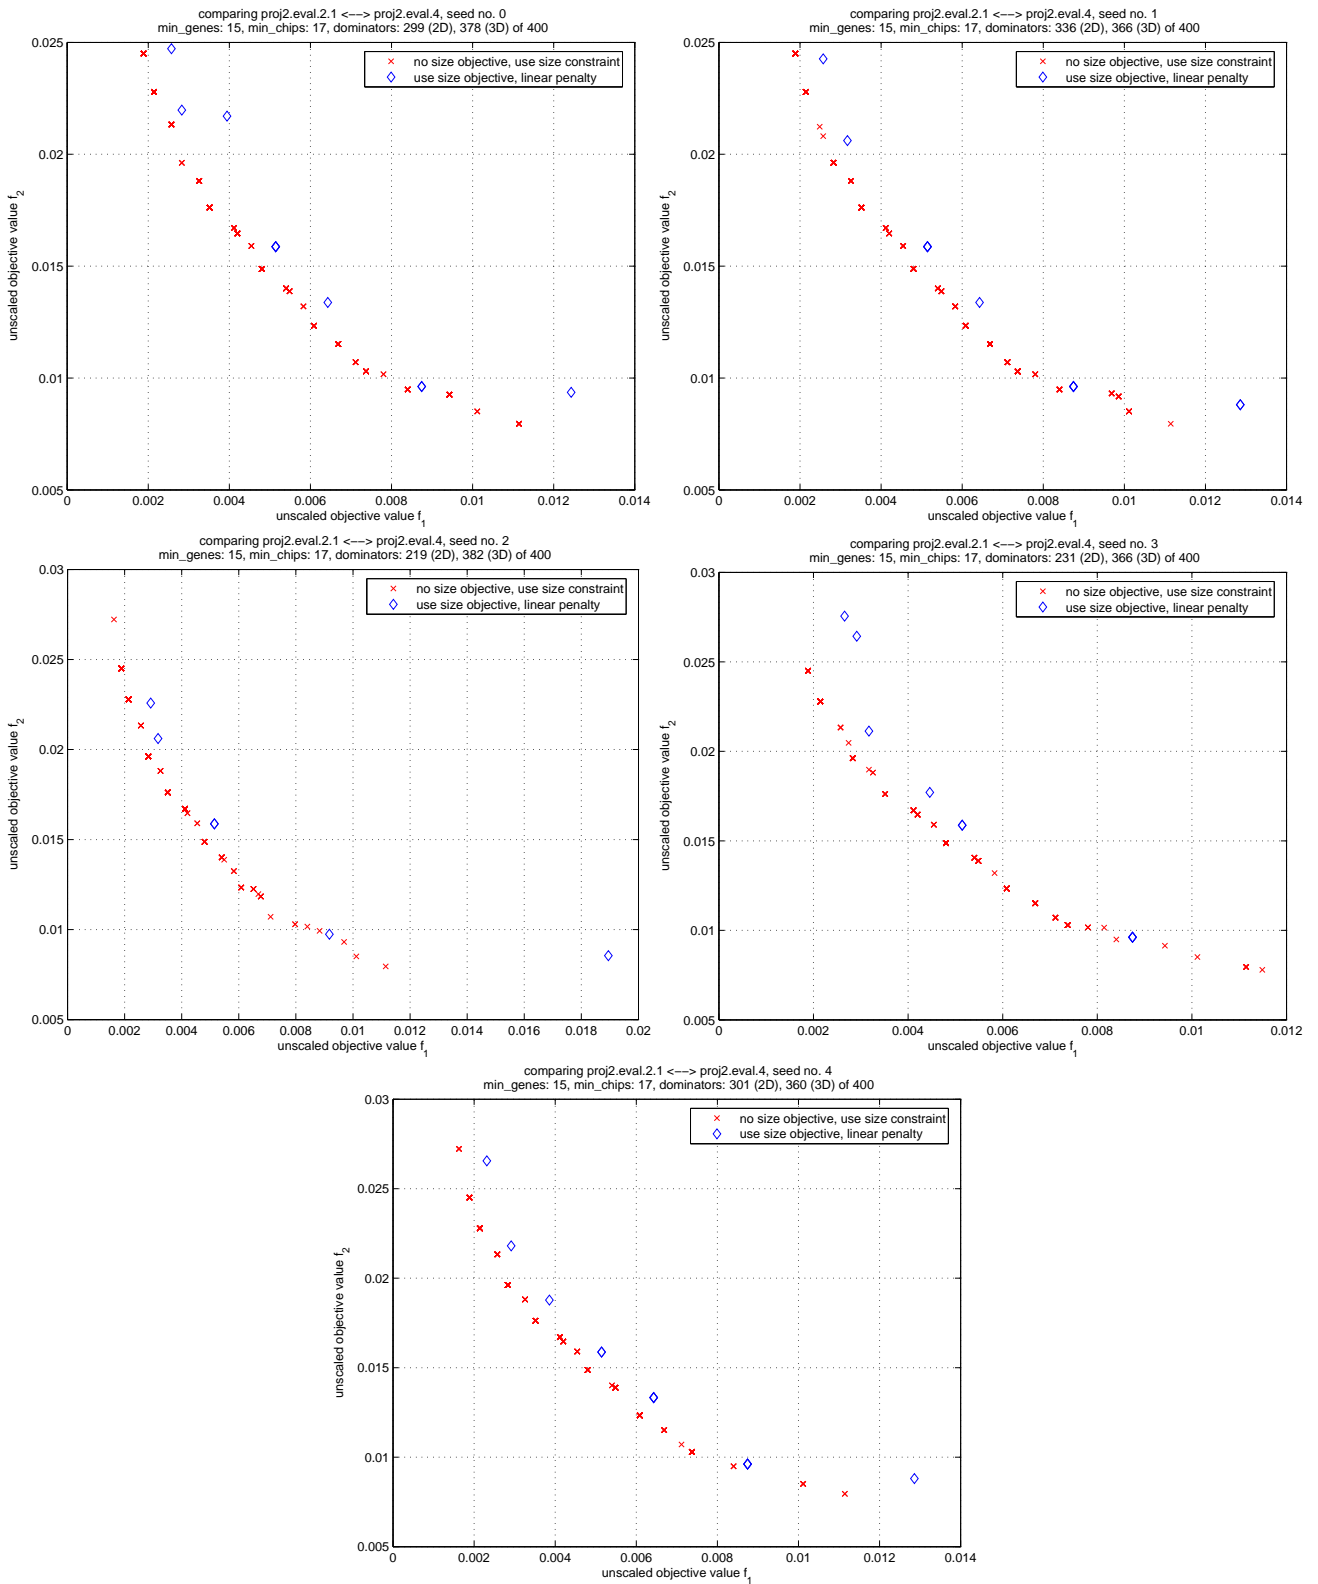 comparing proj2.eval.2.1 <--> proj2.eval.4, seed no. 0
min_genes: 15, min_chips: 17, dominators: 299 (2D), 378 (3D) of 400
no size objective, use size constraint
use size objective, linear penalty
0.025
0.02
0.015
0.01
0.005
unscaled objective value f_2
0 0.002 0.004 0.006 0.008 0.01 0.012 0.014
unscaled objective value f_1
comparing proj2.eval.2.1 <--> proj2.eval.4, seed no. 1
min_genes: 15, min_chips: 17, dominators: 336 (2D), 366 (3D) of 400
no size objective, use size constraint
use size objective, linear penalty
0.025
0.02
0.015
0.01
0.005
unscaled objective value f_2
0 0.002 0.004 0.006 0.008 0.01 0.012 0.014
unscaled objective value f_1
comparing proj2.eval.2.1 <--> proj2.eval.4, seed no. 2
min_genes: 15, min_chips: 17, dominators: 219 (2D), 382 (3D) of 400
no size objective, use size constraint
use size objective, linear penalty
0.03
0.025
0.02
0.015
0.01
0.005
unscaled objective value f_2
0 0.002 0.004 0.006 0.008 0.01 0.012 0.014 0.016 0.018 0.02
unscaled objective value f_1
comparing proj2.eval.2.1 <--> proj2.eval.4, seed no. 3
min_genes: 15, min_chips: 17, dominators: 231 (2D), 366 (3D) of 400
no size objective, use size constraint
use size objective, linear penalty
0.03
0.025
0.02
0.015
0.01
0.005
unscaled objective value f_2
0 0.002 0.004 0.006 0.008 0.01 0.012
unscaled objective value f_1
comparing proj2.eval.2.1 <--> proj2.eval.4, seed no. 4
min_genes: 15, min_chips: 17, dominators: 301 (2D), 360 (3D) of 400
no size objective, use size constraint
use size objective, linear penalty
0.03
0.025
0.02
0.015
0.01
0.005
unscaled objective value f_2
0 0.002 0.004 0.006 0.008 0.01 0.012 0.014
unscaled objective value f_1